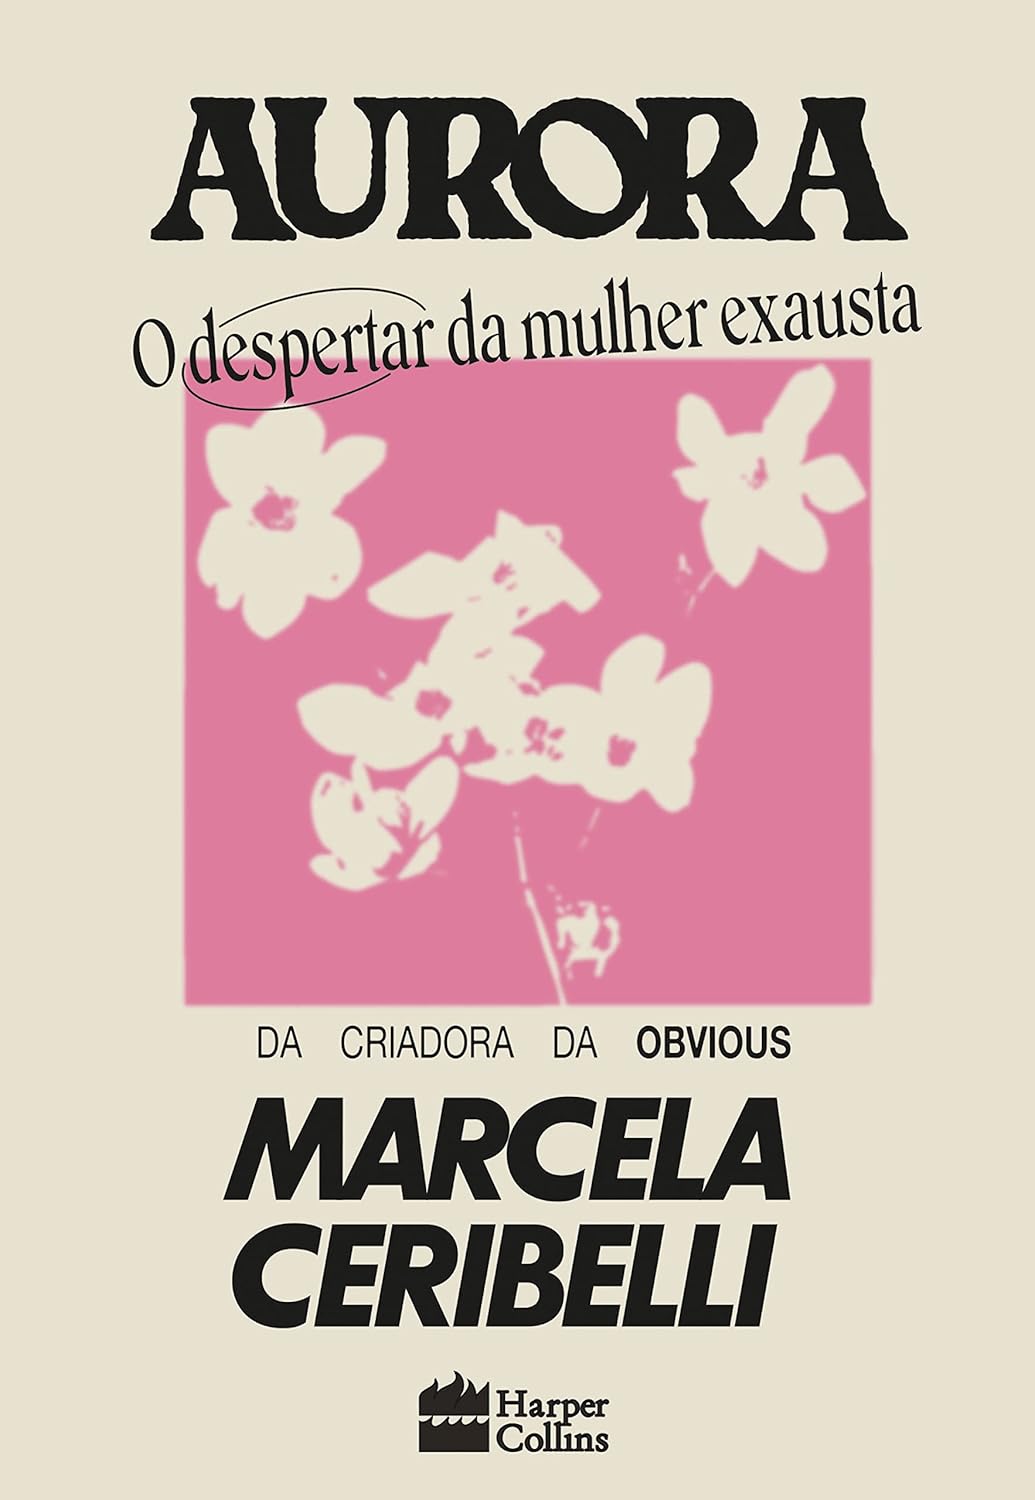 AURORA
O despertar da mulher exausta
DA CRIADORA DA OBVIOUS
MARCELA
CERIBELLI
Harper
Collins